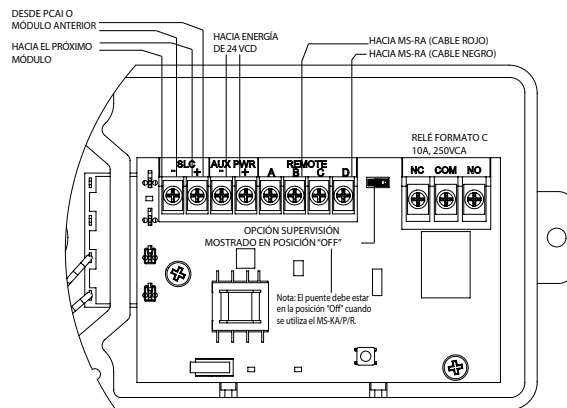 DESDE PCAI O
MÓDULO ANTERIOR
HACIA EL PRÓXIMO
MÓDULO
HACIA ENERGÍA
DE 24 VCD
HACIA MS-RA (CABLE ROJO)
HACIA MS-RA (CABLE NEGRO)
RELÉ FORMATO C
10A, 250VCA
SLC AUX PWR REMOTE
- + - + A B C D
NC COM NO
OPCIÓN SUPERVISIÓN
MOSTRADO EN POSICIÓN "OFF"
Nota: El puente debe estar
en la posición "Off" cuando
se utiliza el MS-KA/P/R.